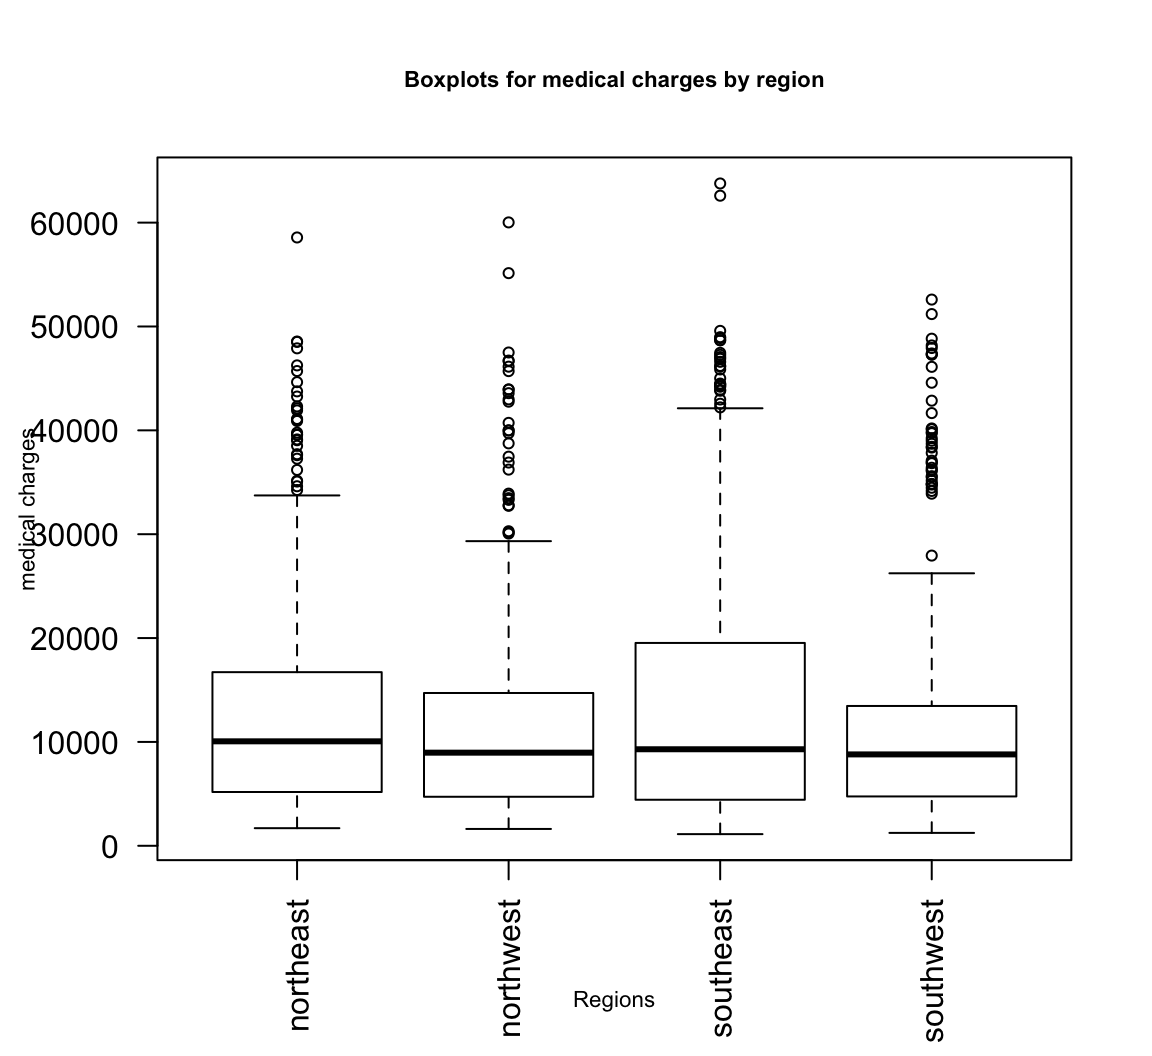 Boxplots for medical charges by region
medical charges
60000
50000
40000
30000
20000
10000
0
northeast
northwest
southeast
southwest
Regions